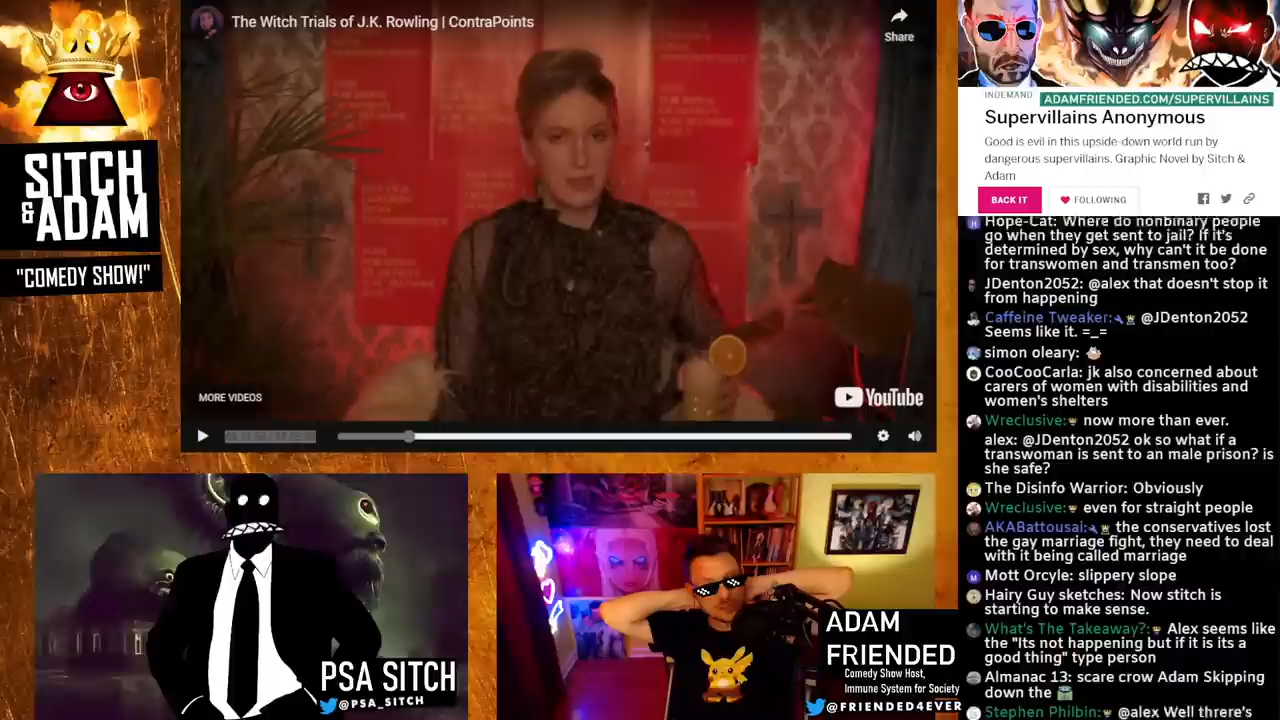 The Witch Trials of J.K. Rowling | ContraPoints
Share
MORE VIDEOS
YouTube
SITCH
& ADAM
"COMEDY SHOW!"
PSA SITCH
@PSA_SITCH
ADAM
FRIENDED
Comedy Show Host,
Immune System for Society
@FRIENDED4EVER
INDEMAND
ADAMFRIENDED.COM/SUPERVILLAINS
Supervillains Anonymous
Good is evil in this upside-down world run by
dangerous supervillains. Graphic Novel by Sitch &
Adam
BACK IT
FOLLOWING
Hope-Cat: Where do nonbinary people
go when they get sent to jail? If it's
determined by sex, why can't it be done
for transwomen and transmen too?
JDenton2052: @alex that doesn't stop it
from happening
Caffeine Tweaker: @JDenton2052
Seems like it. =_=
simon oleary:
CooCooCarla: jk also concerned about
carers of women with disabilities and
women's shelters
Wreclusive: now more than ever.
alex: @JDenton2052 ok so what if a
transwoman is sent to an male prison? is
she safe?
The Disinfo Warrior: Obviously
Wreclusive: even for straight people
AKABattousai: the conservatives lost
the gay marriage fight, they need to deal
with it being called marriage
Mott Orcyle: slippery slope
Hairy Guy sketches: Now stitch is
starting to make sense.
What's The Takeaway?: Alex seems like
the "Its not happening but if it is its a
good thing" type person
Almanac 13: scare crow Adam Skipping
down the
Stephen Philbin: @alex Well threre's